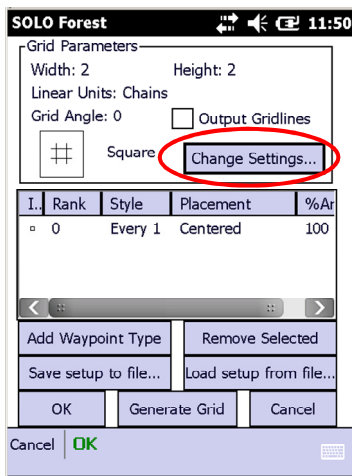 SOLO Forest 11:50
Grid Parameters
Width: 2 Height: 2
Linear Units: Chains
Grid Angle: 0 Output Gridlines
Square Change Settings...
I.. Rank Style Placement %Ar
0 Every 1 Centered 100
Add Waypoint Type Remove Selected
Save setup to file... Load setup from file...
OK Generate Grid Cancel
Cancel OK